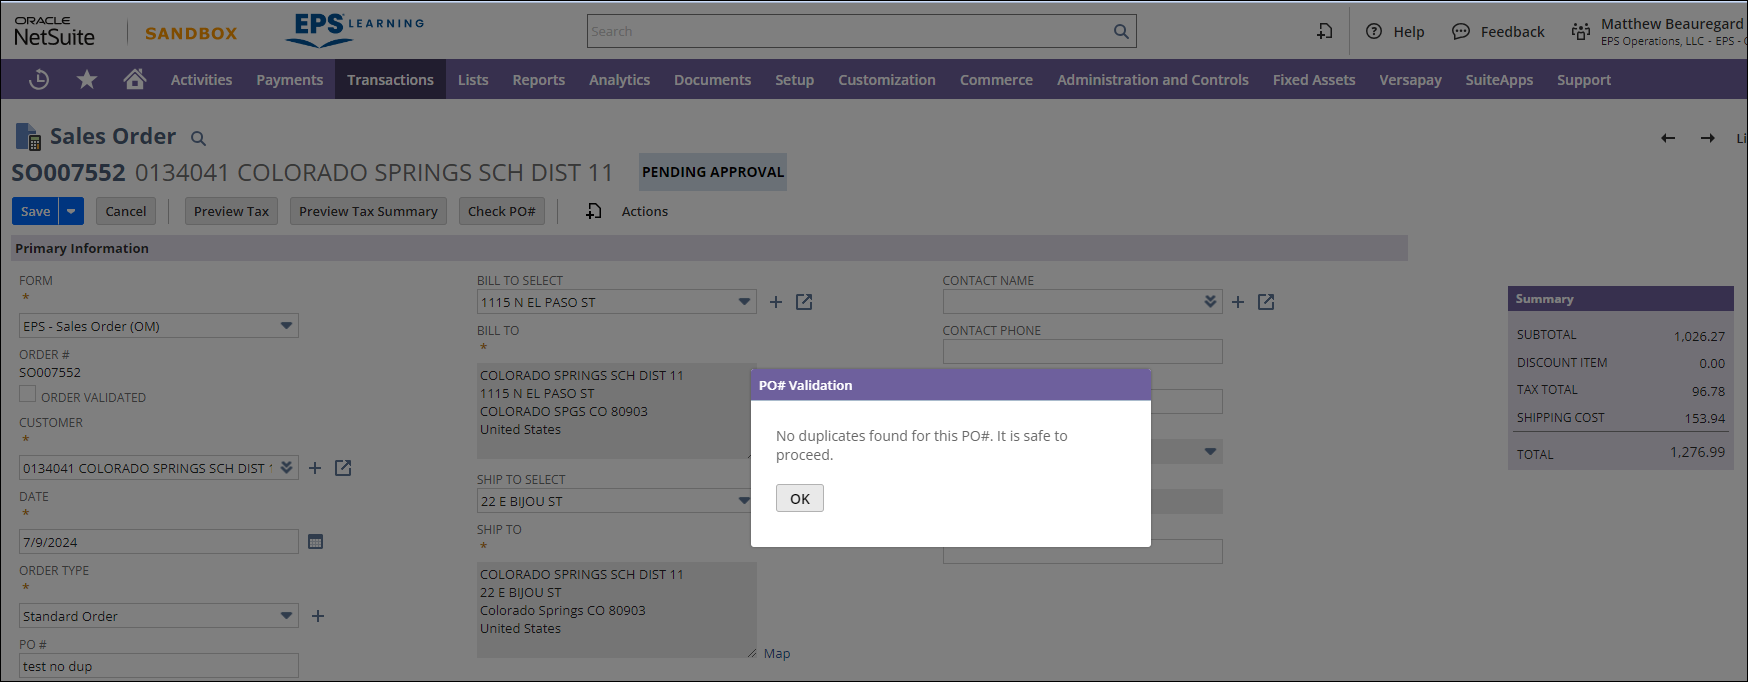 ORACLE
NetSuite
SANDBOX
EPS LEARNING
Search
Help
Feedback
Matthew Beauregard
EPS Operations, LLC - EPS -
Activities
Payments
Transactions
Lists
Reports
Analytics
Documents
Setup
Customization
Commerce
Administration and Controls
Fixed Assets
Versapay
SuiteApps
Support
Sales Order
Li
SO007552 0134041 COLORADO SPRINGS SCH DIST 11 PENDING APPROVAL
Save
Cancel
Preview Tax
Preview Tax Summary
Check PO#
Actions
Primary Information
FORM
*
EPS - Sales Order (OM)
ORDER #
SO007552
ORDER VALIDATED
CUSTOMER
*
0134041 COLORADO SPRINGS SCH DIST 1
DATE
*
7/9/2024
ORDER TYPE
*
Standard Order
PO #
test no dup
BILL TO SELECT
1115 N EL PASO ST
BILL TO
*
COLORADO SPRINGS SCH DIST 11
1115 N EL PASO ST
COLORADO SPGS CO 80903
United States
SHIP TO SELECT
22 E BIJOU ST
SHIP TO
*
COLORADO SPRINGS SCH DIST 11
22 E BIJOU ST
Colorado Springs CO 80903
United States
Map
CONTACT NAME
CONTACT PHONE
PO# Validation
No duplicates found for this PO#. It is safe to
proceed.
OK
Summary
SUBTOTAL 1,026.27
DISCOUNT ITEM 0.00
TAX TOTAL 96.78
SHIPPING COST 153.94
TOTAL 1,276.99